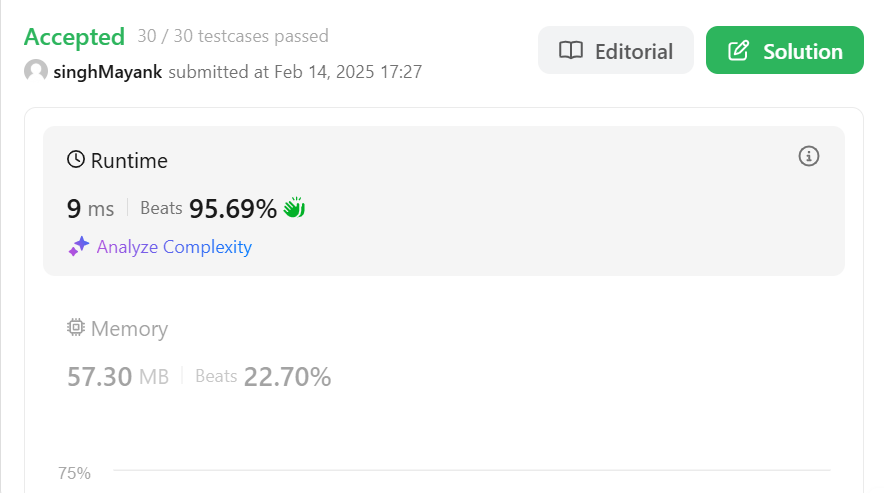 Accepted 30 / 30 testcases passed
singhMayank submitted at Feb 14, 2025 17:27
Editorial
Solution
Runtime
9 ms Beats 95.69%
Analyze Complexity
Memory
57.30 MB Beats 22.70%
75%